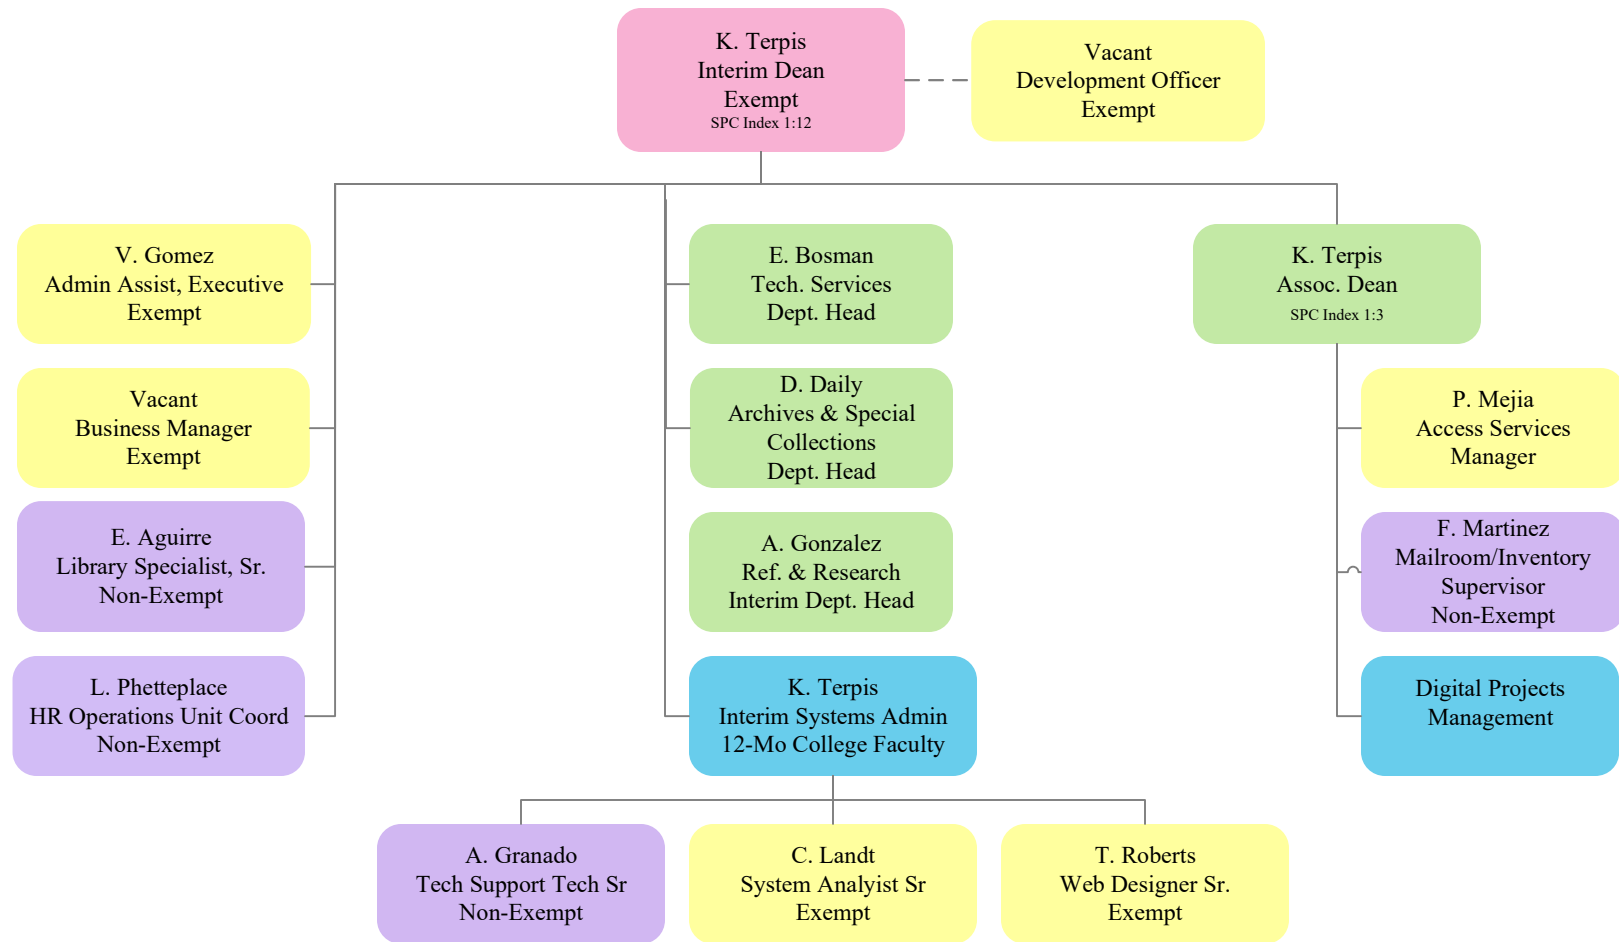 K. Terpis
Interim Dean
Exempt
SPC Index 1:12
Vacant
Development Officer
Exempt
V. Gomez
Admin Assist, Executive
Exempt
E. Bosman
Tech. Services
Dept. Head
K. Terpis
Assoc. Dean
SPC Index 1:3
Vacant
Business Manager
Exempt
D. Daily
Archives & Special
Collections
Dept. Head
P. Mejia
Access Services
Manager
E. Aguirre
Library Specialist, Sr.
Non-Exempt
A. Gonzalez
Ref. & Research
Interim Dept. Head
F. Martinez
Mailroom/Inventory
Supervisor
Non-Exempt
L. Phetteplace
HR Operations Unit Coord
Non-Exempt
K. Terpis
Interim Systems Admin
12-Mo College Faculty
Digital Projects
Management
A. Granado
Tech Support Tech Sr
Non-Exempt
C. Landt
System Analyist Sr
Exempt
T. Roberts
Web Designer Sr.
Exempt